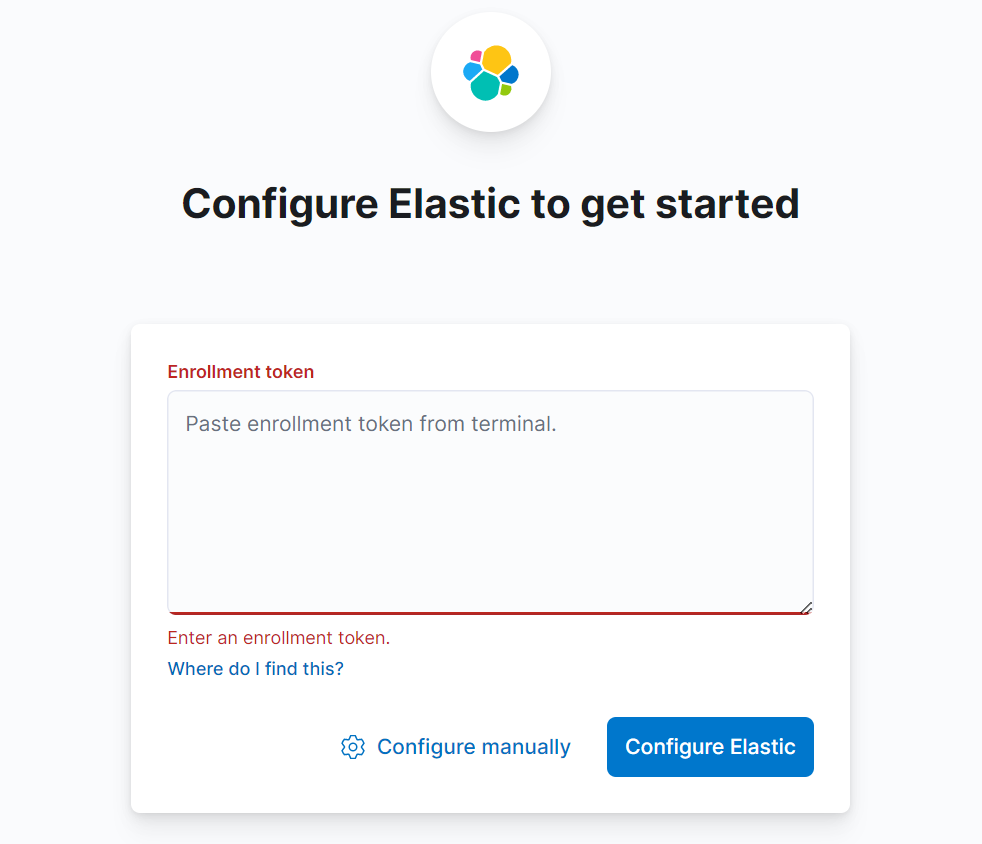 Configure Elastic to get started
Enrollment token
Paste enrollment token from terminal.
Enter an enrollment token.
Where do I find this?
Configure manually
Configure Elastic